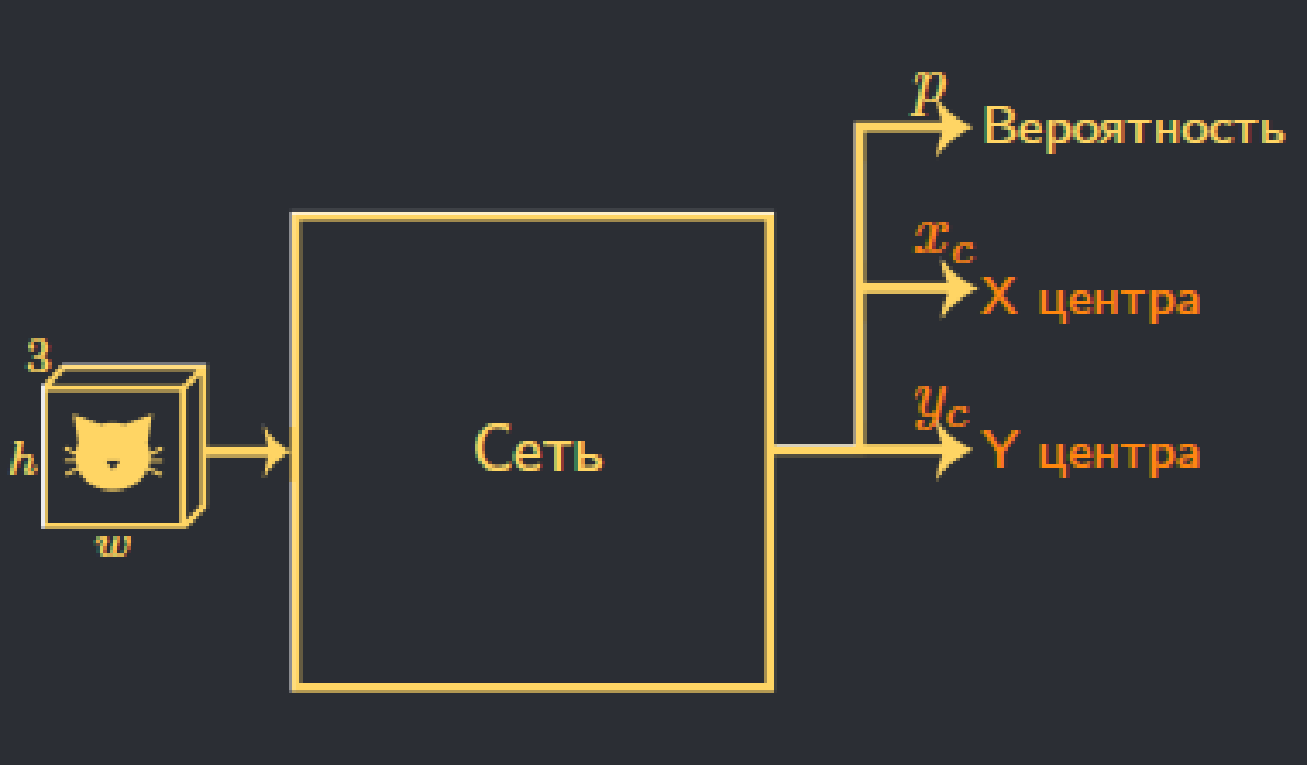 p
Вероятность
x_c
X центра
3
y_c
h
Сеть
Y центра
w